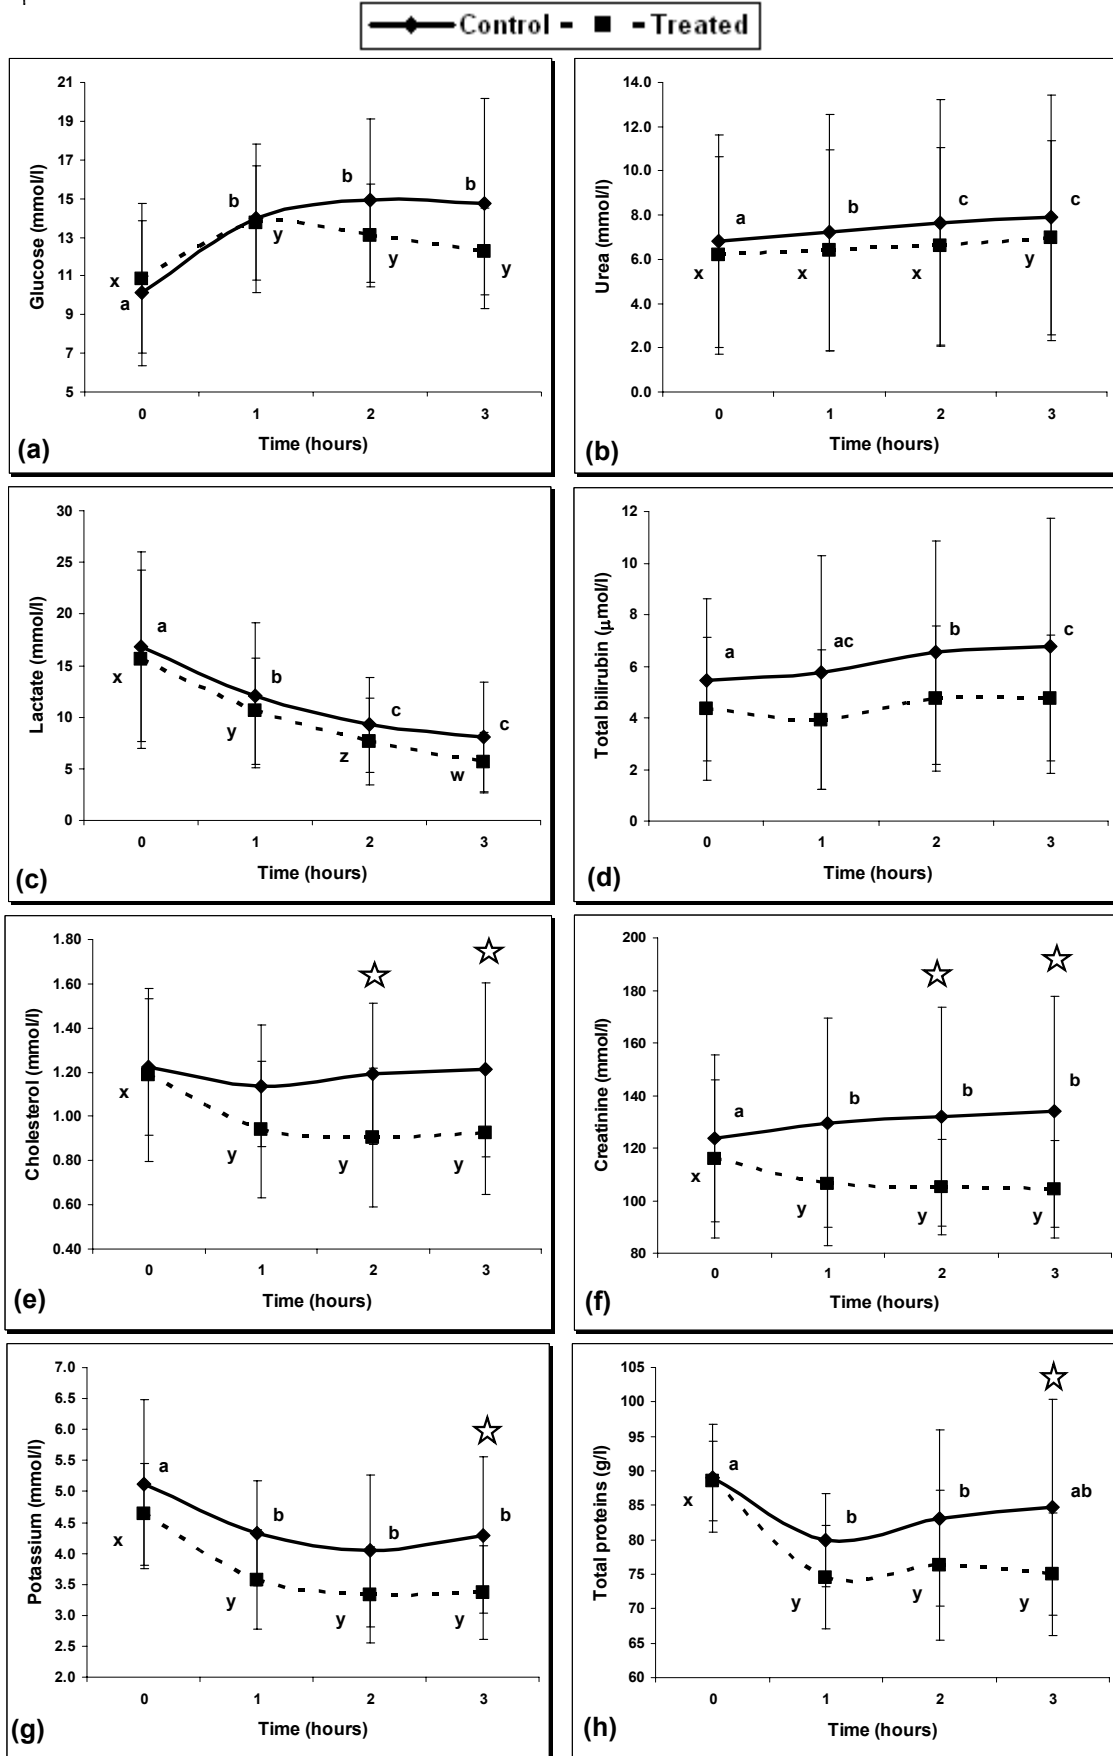 Control Treated
21
19
17
15
13
11
9
7
5
Glucose (mmol/l)
b
b
b
x
a
y
y
y
0 1 2 3
Time (hours)
(a)
14.0
12.0
10.0
8.0
6.0
4.0
2.0
0.0
Urea (mmol/l)
a
b
c
c
x
x
x
y
0 1 2 3
Time (hours)
(b)
30
25
20
15
10
5
0
Lactate (mmol/l)
a
b
c
c
x
y
z
w
0 1 2 3
Time (hours)
(c)
12
10
8
6
4
2
0
Total bilirubin (μmol/l)
a
ac
b
c
0 1 2 3
Time (hours)
(d)
1.80
1.60
1.40
1.20
1.00
0.80
0.60
0.40
Cholesterol (mmol/l)
x
y
y
y
0 1 2 3
Time (hours)
(e)
200
180
160
140
120
100
80
Creatinine (mmol/l)
a
b
b
b
x
y
y
y
0 1 2 3
Time (hours)
(f)
7.0
6.5
6.0
5.5
5.0
4.5
4.0
3.5
3.0
2.5
2.0
Potassium (mmol/l)
a
b
b
b
x
y
y
y
0 1 2 3
Time (hours)
(g)
105
100
95
90
85
80
75
70
65
60
Total proteins (g/l)
a
b
b
ab
x
y
y
y
0 1 2 3
Time (hours)
(h)